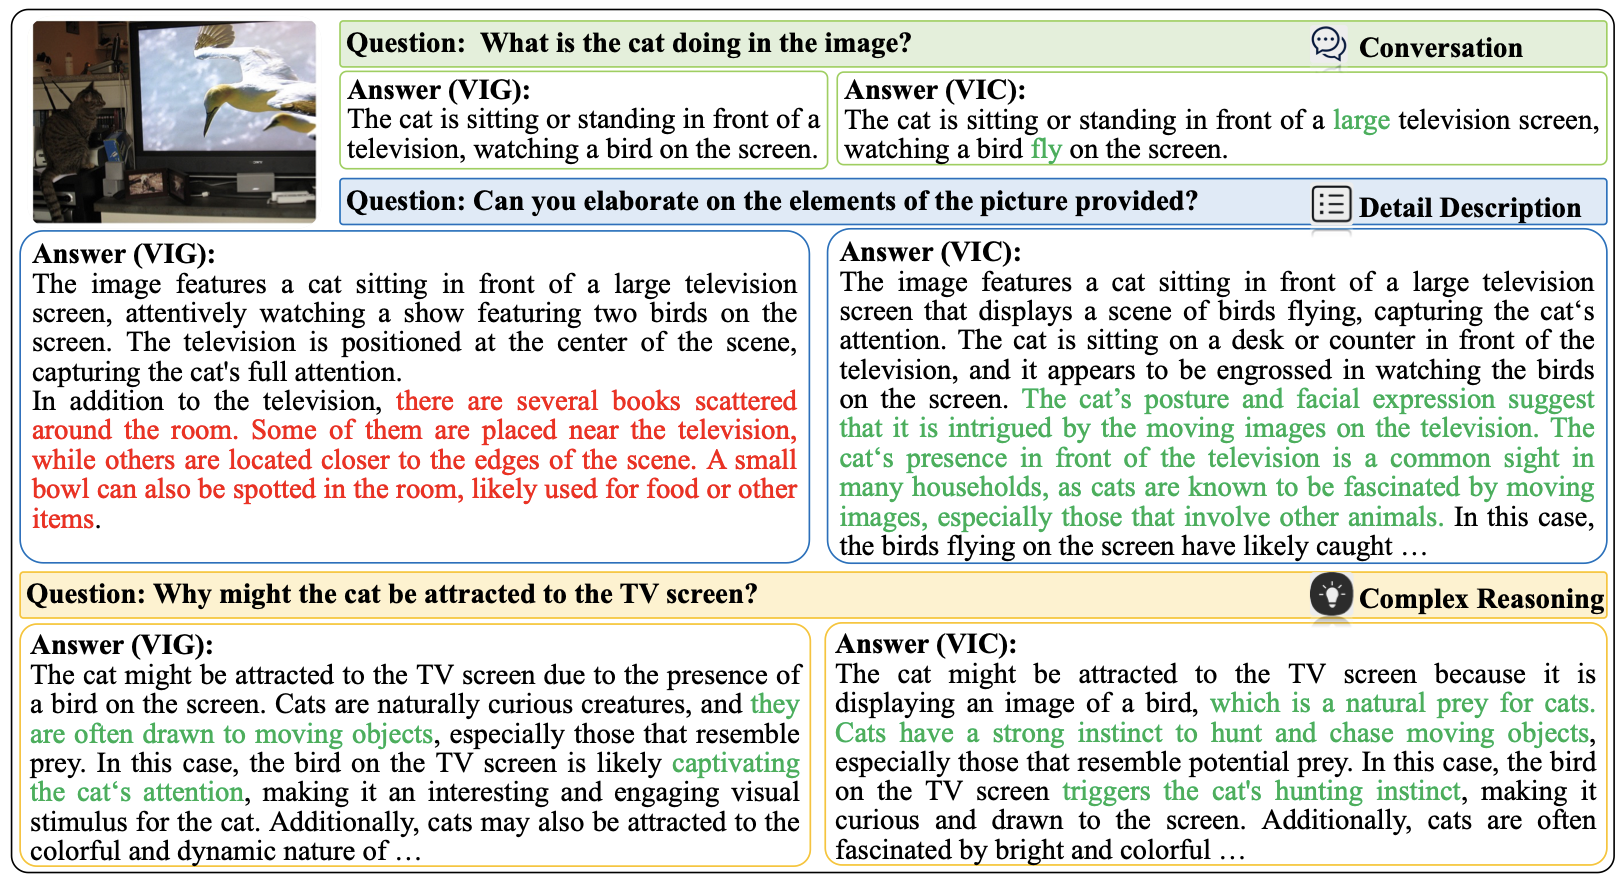 Question:  What is the cat doing in the image?
Conversation
Answer (VIG):
The cat is sitting or standing in front of a
television, watching a bird on the screen.
Answer (VIC):
The cat is sitting or standing in front of a large television screen,
watching a bird fly on the screen.
Question: Can you elaborate on the elements of the picture provided?
Detail Description
Answer (VIG):
The image features a cat sitting in front of a large television
screen, attentively watching a show featuring two birds on the
screen. The television is positioned at the center of the scene,
capturing the cat's full attention.
In addition to the television, there are several books scattered
around the room. Some of them are placed near the television,
while others are located closer to the edges of the scene. A small
bowl can also be spotted in the room, likely used for food or other
items.
Answer (VIC):
The image features a cat sitting in front of a large television
screen that displays a scene of birds flying, capturing the cat‘s
attention. The cat is sitting on a desk or counter in front of the
television, and it appears to be engrossed in watching the birds
on the screen. The cat’s posture and facial expression suggest
that it is intrigued by the moving images on the television. The
cat‘s presence in front of the television is a common sight in
many households, as cats are known to be fascinated by moving
images, especially those that involve other animals. In this case,
the birds flying on the screen have likely caught …
Question: Why might the cat be attracted to the TV screen?
Complex Reasoning
Answer (VIG):
The cat might be attracted to the TV screen due to the presence of
a bird on the screen. Cats are naturally curious creatures, and they
are often drawn to moving objects, especially those that resemble
prey. In this case, the bird on the TV screen is likely captivating
the cat‘s attention, making it an interesting and engaging visual
stimulus for the cat. Additionally, cats may also be attracted to the
colorful and dynamic nature of …
Answer (VIC):
The cat might be attracted to the TV screen because it is
displaying an image of a bird, which is a natural prey for cats.
Cats have a strong instinct to hunt and chase moving objects,
especially those that resemble potential prey. In this case, the bird
on the TV screen triggers the cat's hunting instinct, making it
curious and drawn to the screen. Additionally, cats are often
fascinated by bright and colorful …